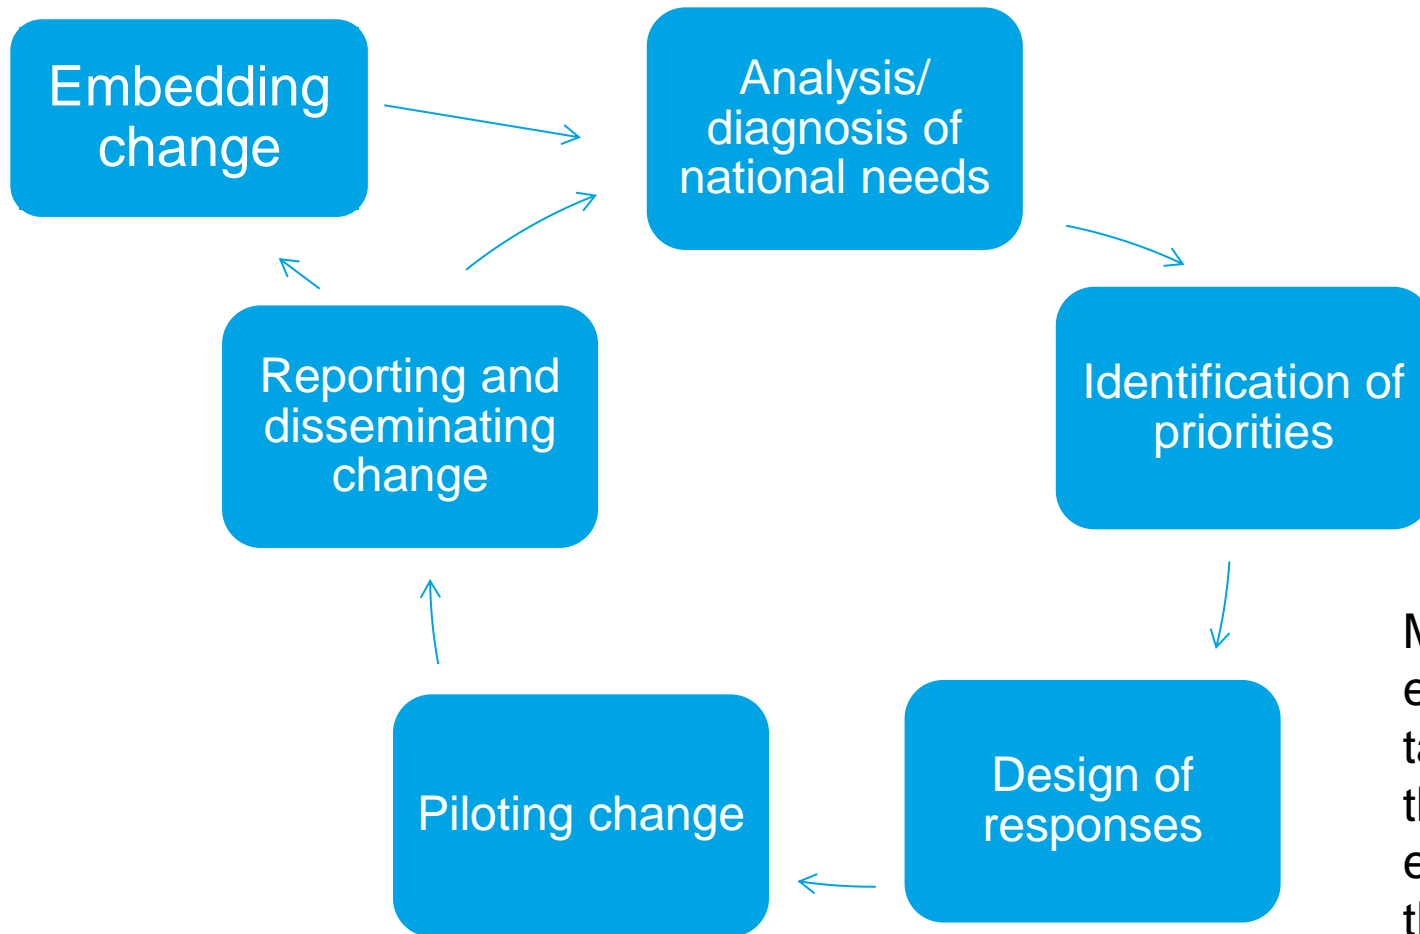 Embedding
change
Analysis/
diagnosis of
national needs
Identification of
priorities
Design of
responses
Piloting change
Reporting and
disseminating
change